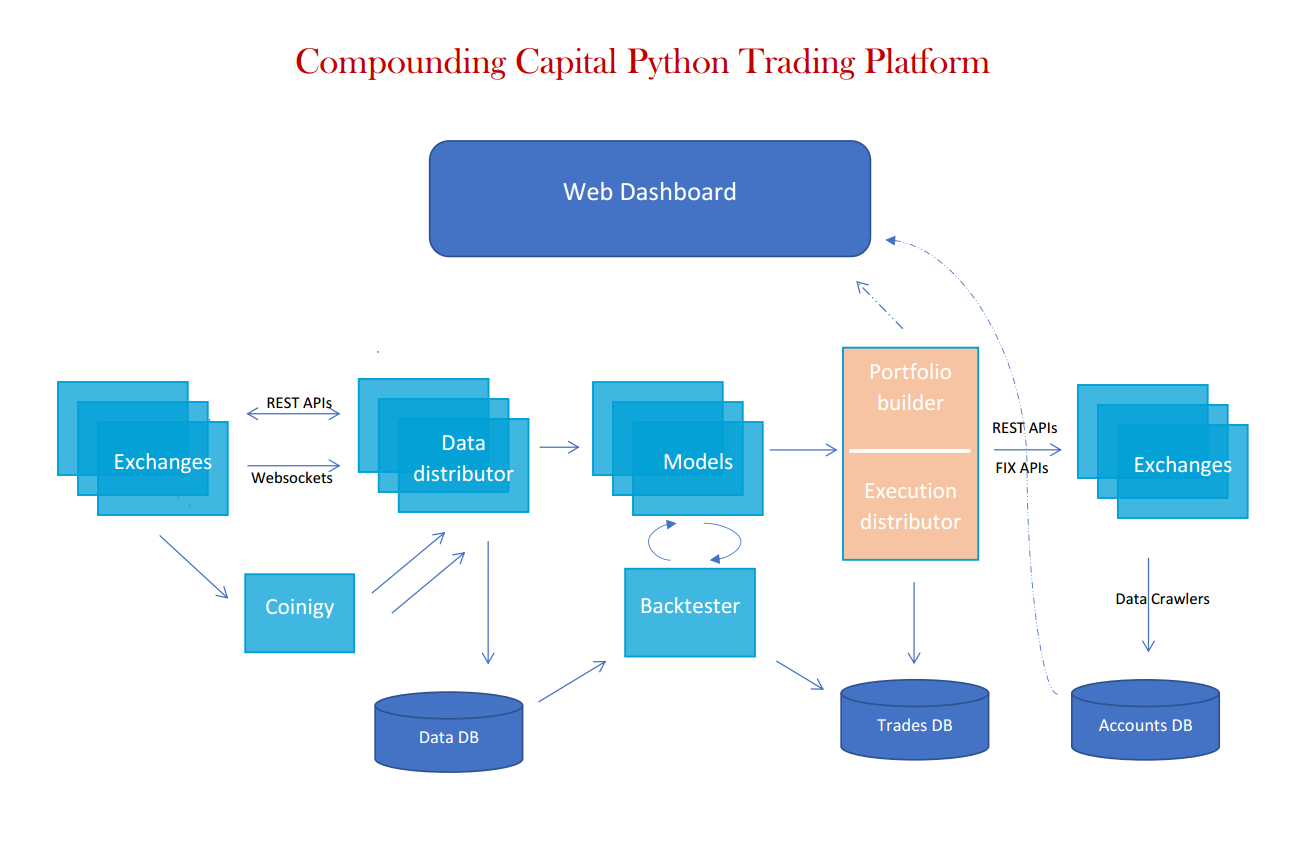 Compounding Capital Python Trading Platform
Web Dashboard
Exchanges
REST APIs
Websockets
Data
distributor
Models
Portfolio
builder
Execution
distributor
REST APIs
FIX APIs
Exchanges
Coinigy
Backtester
Data Crawlers
Data DB
Trades DB
Accounts DB